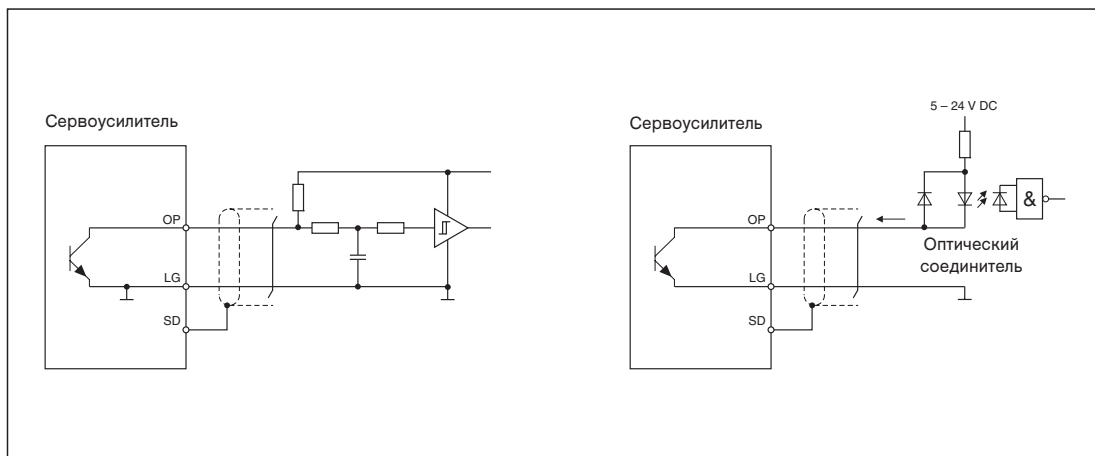 Сервоусилитель
OP
LG
SD
Сервоусилитель
5 – 24 V DC
OP
&
Оптический
соединитель
LG
SD